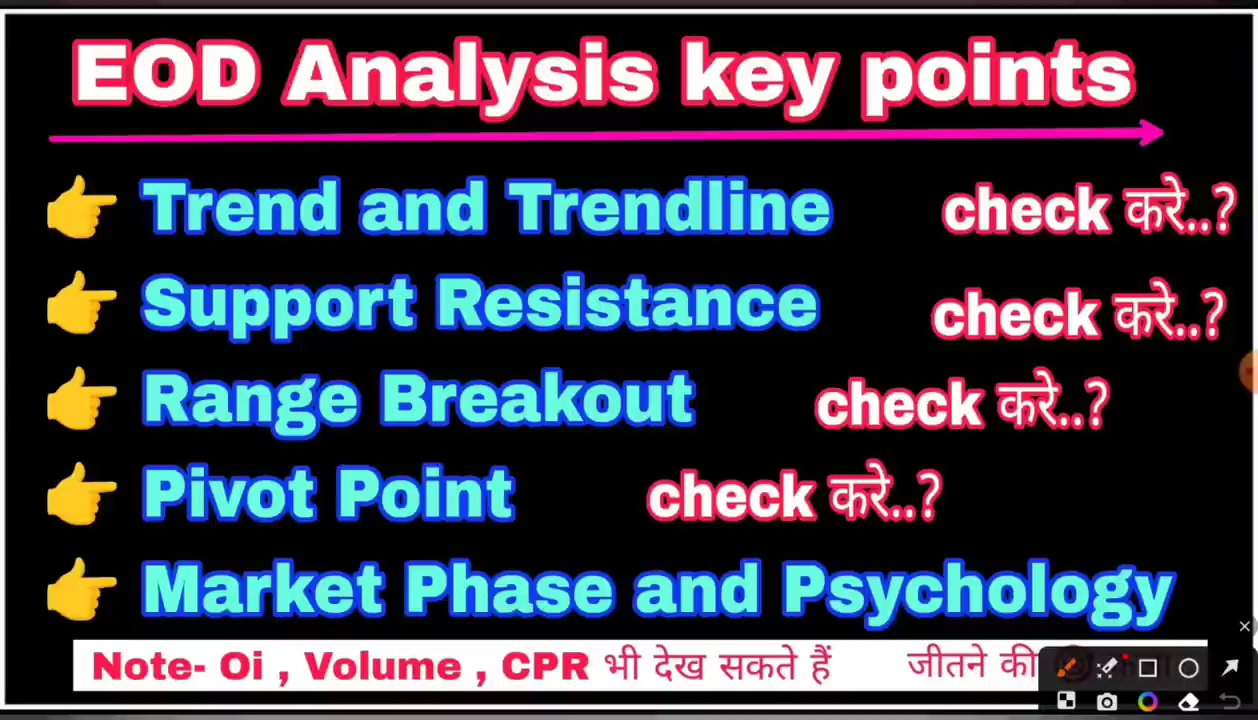 EOD Analysis key points
👉 Trend and Trendline check करे..?
👉 Support Resistance check करे..?
👉 Range Breakout check करे..?
👉 Pivot Point check करे..?
👉 Market Phase and Psychology
Note- Oi , Volume , CPR भी देख सकते हैं जीतने की